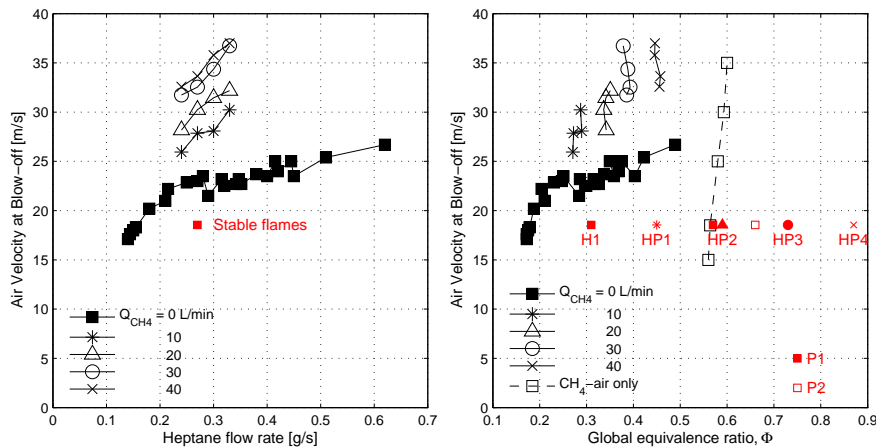 40
35
30
25
20
15
10
5
0
0 0.1 0.2 0.3 0.4 0.5 0.6 0.7
Air Velocity at Blow-off [m/s]
Heptane flow rate [g/s]
Stable flames
Q_CH4 = 0 L/min
10
20
30
40
40
35
30
25
20
15
10
5
0
0.1 0.2 0.3 0.4 0.5 0.6 0.7 0.8 0.9
Air Velocity at Blow-off [m/s]
Global equivalence ratio, Φ
H1 HP1 HP2 HP3 HP4
Q_CH4 = 0 L/min
10
20
30
40
CH4-air only
P1
P2